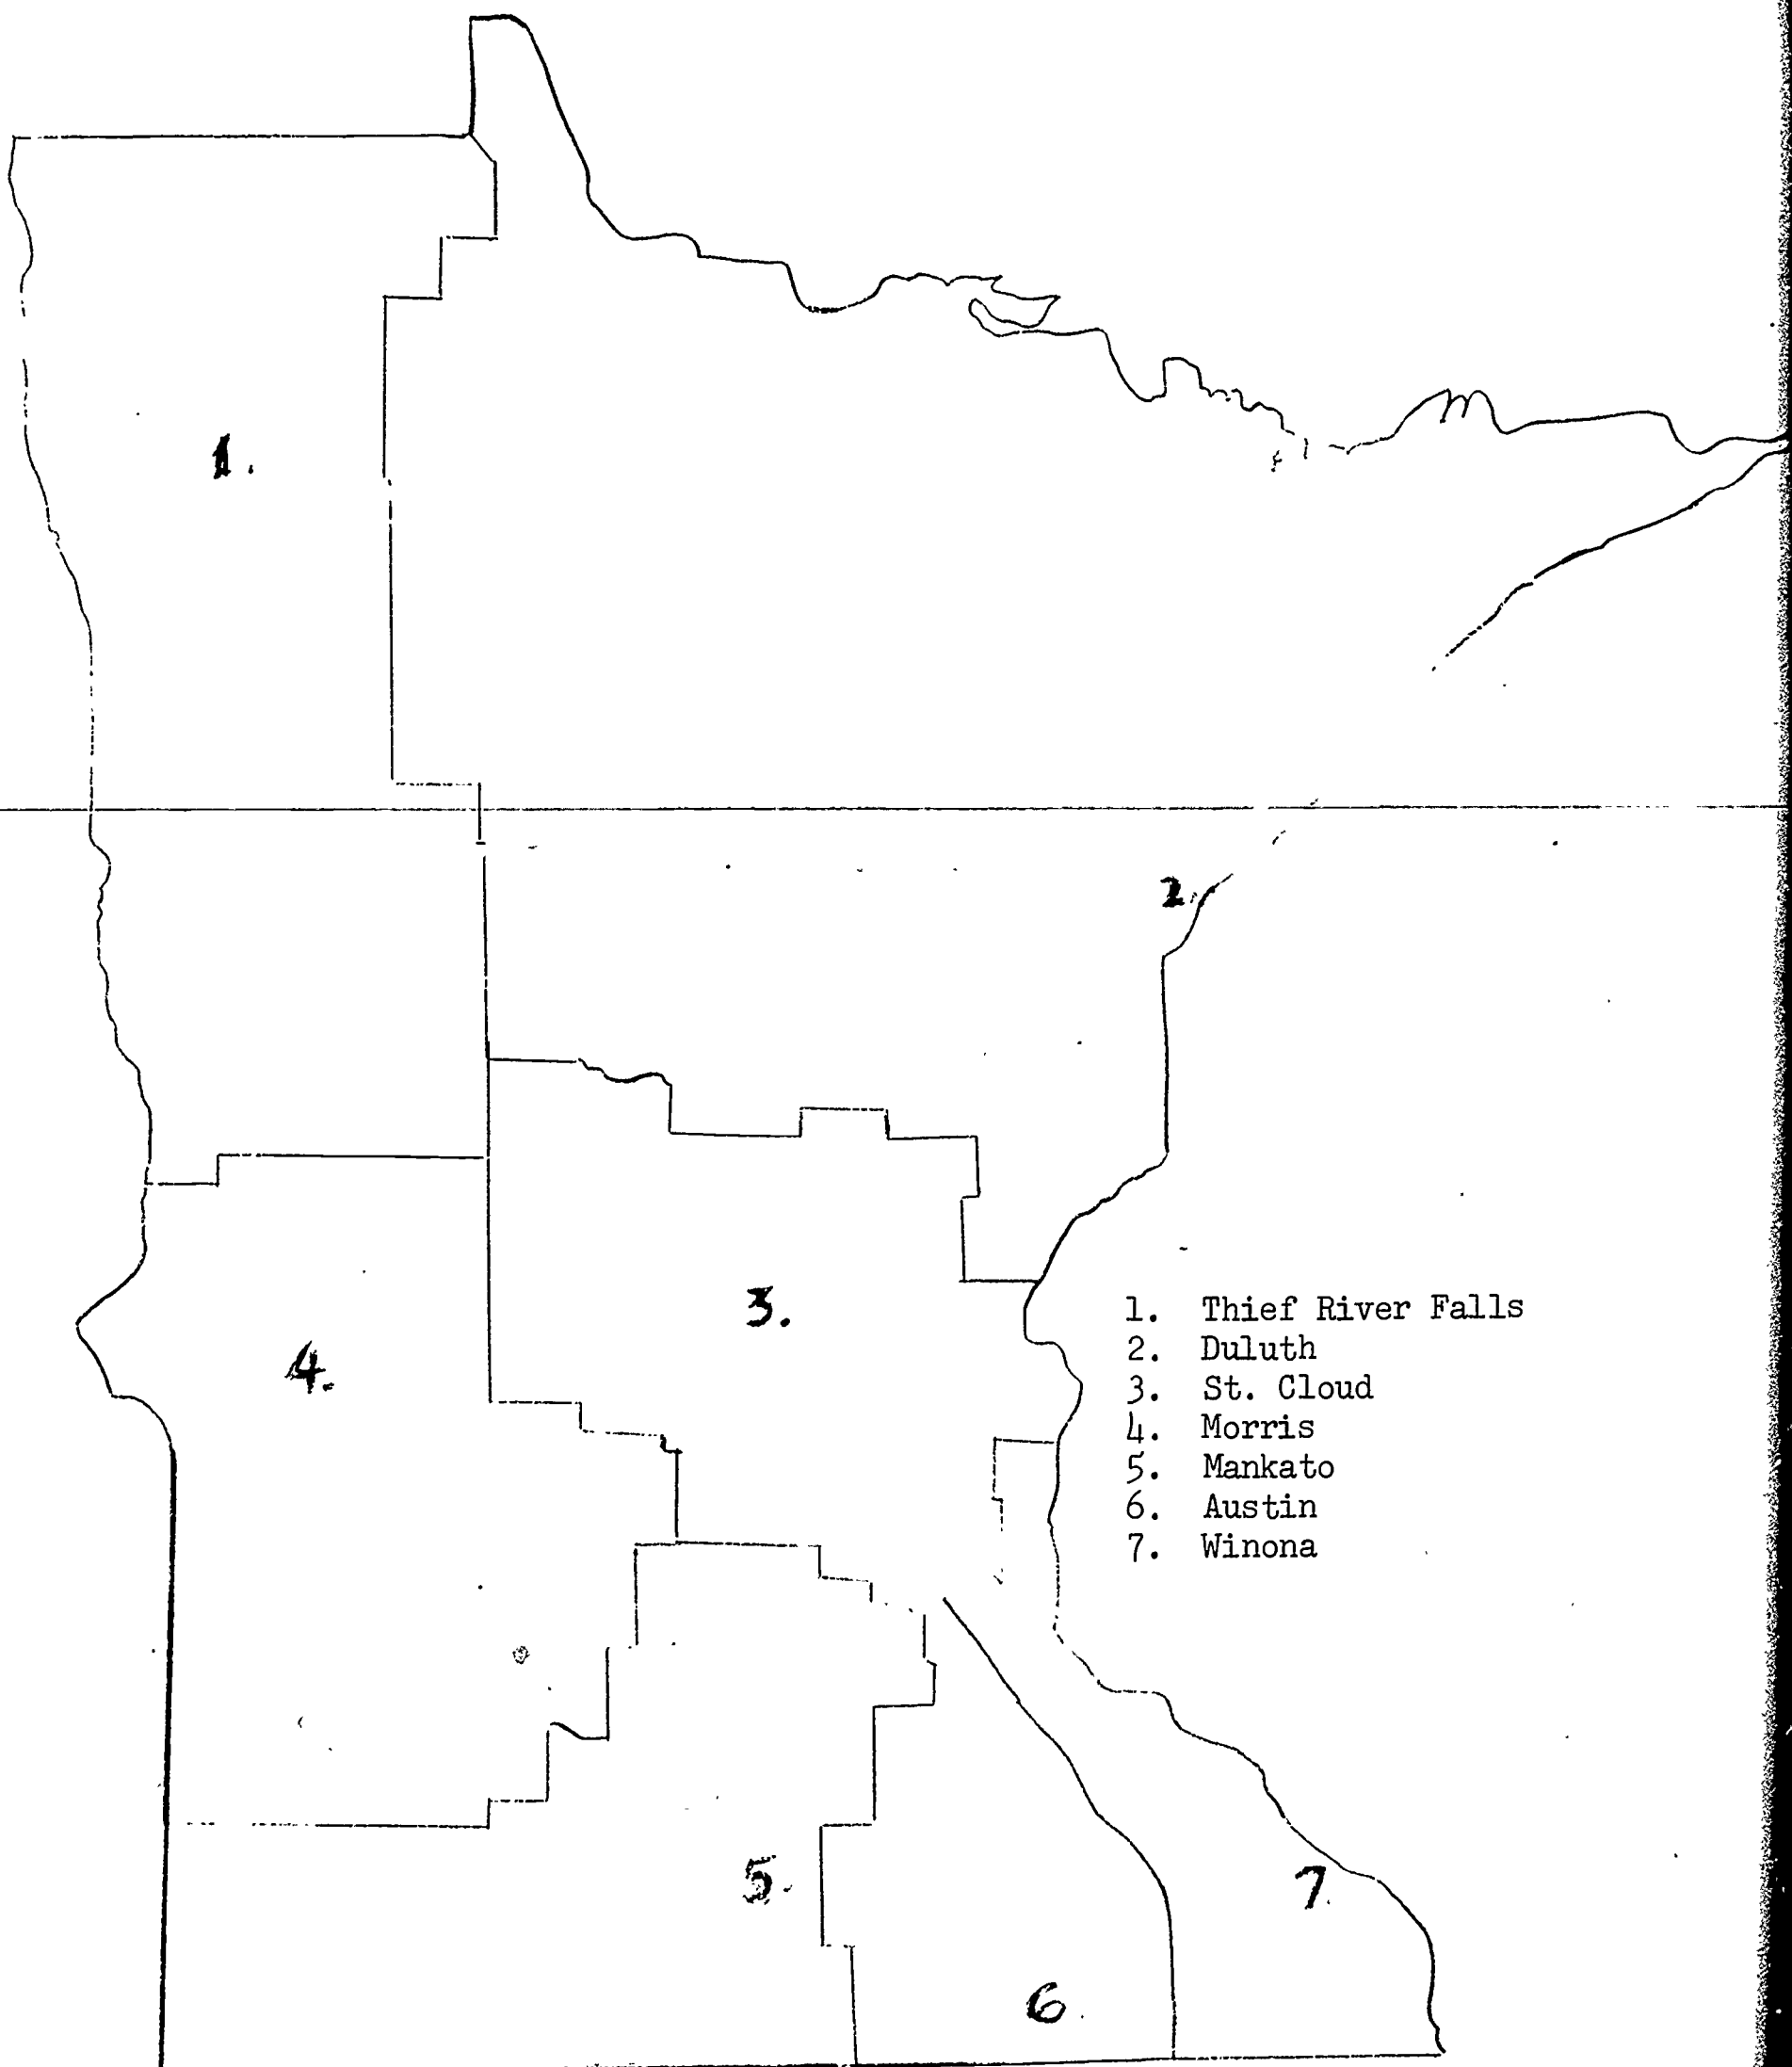 1.
2.
3.
4.
1. Thief River Falls
2. Duluth
3. St. Cloud
4. Morris
5. Mankato
6. Austin
7. Winona
5.
7.
6.